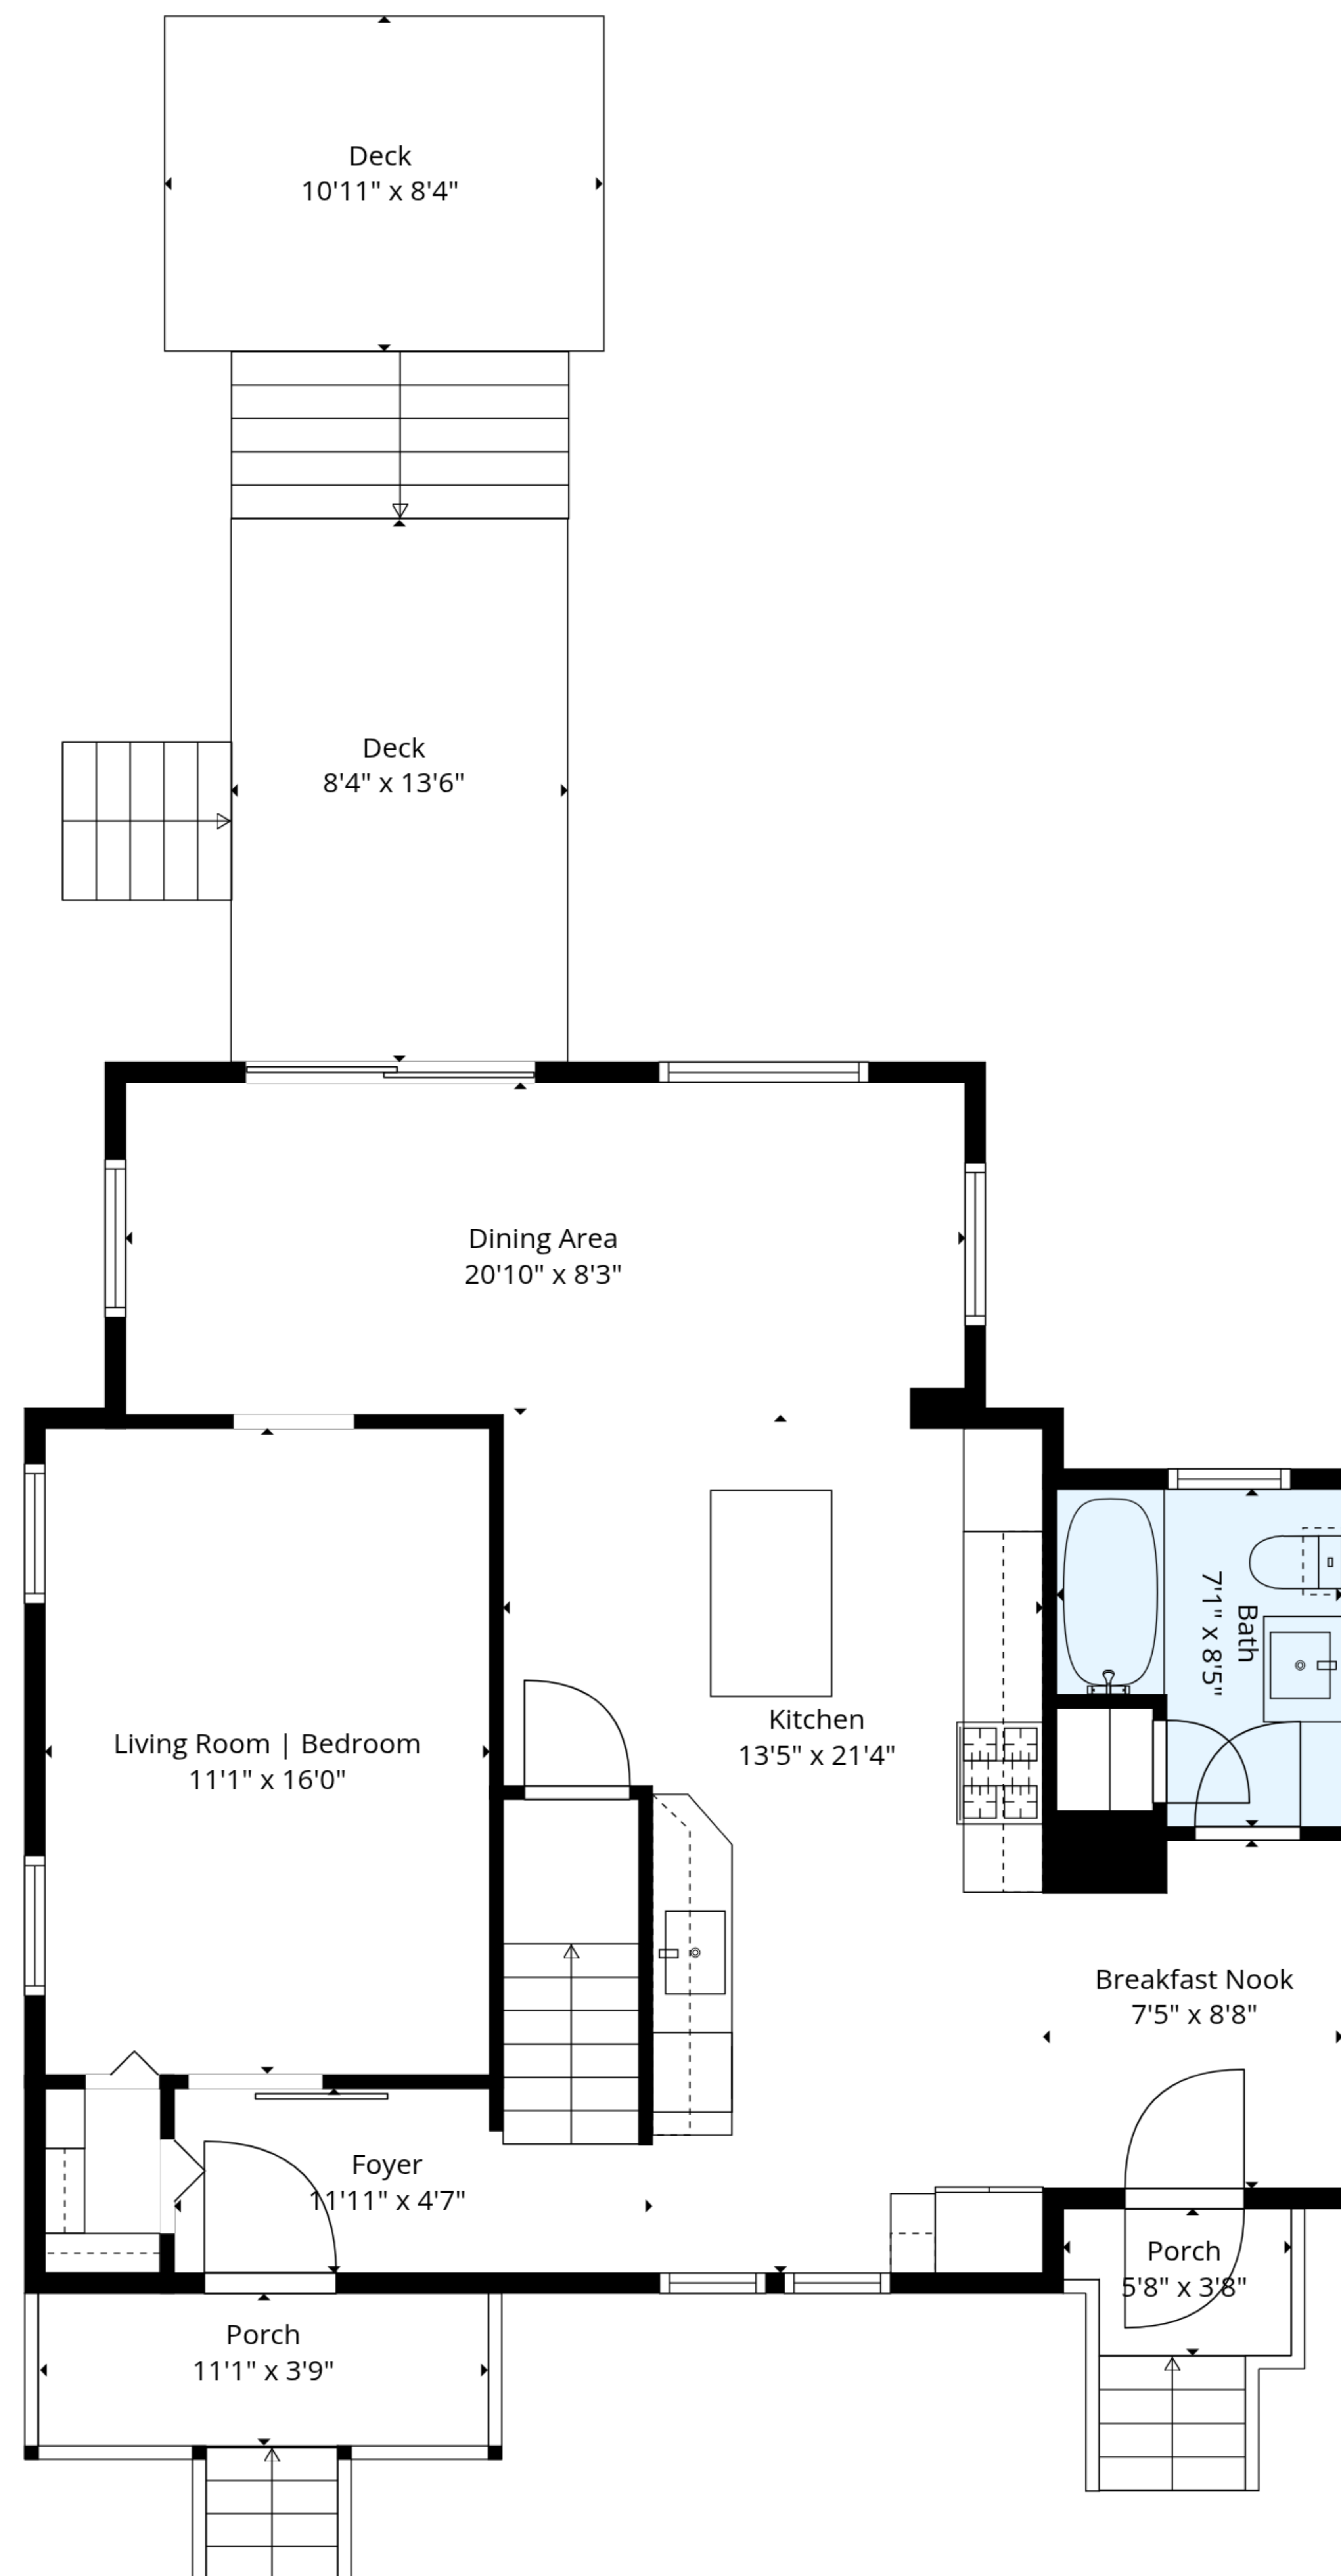 Deck
10'11" x 8'4"
Deck
8'4" x 13'6"
Dining Area
20'10" x 8'3"
Bath
7'1" x 8'5"
Kitchen
13'5" x 21'4"
Living Room | Bedroom
11'1" x 16'0"
Breakfast Nook
7'5" x 8'8"
Foyer
11'11" x 4'7"
Porch
5'8" x 3'8"
Porch
11'1" x 3'9"